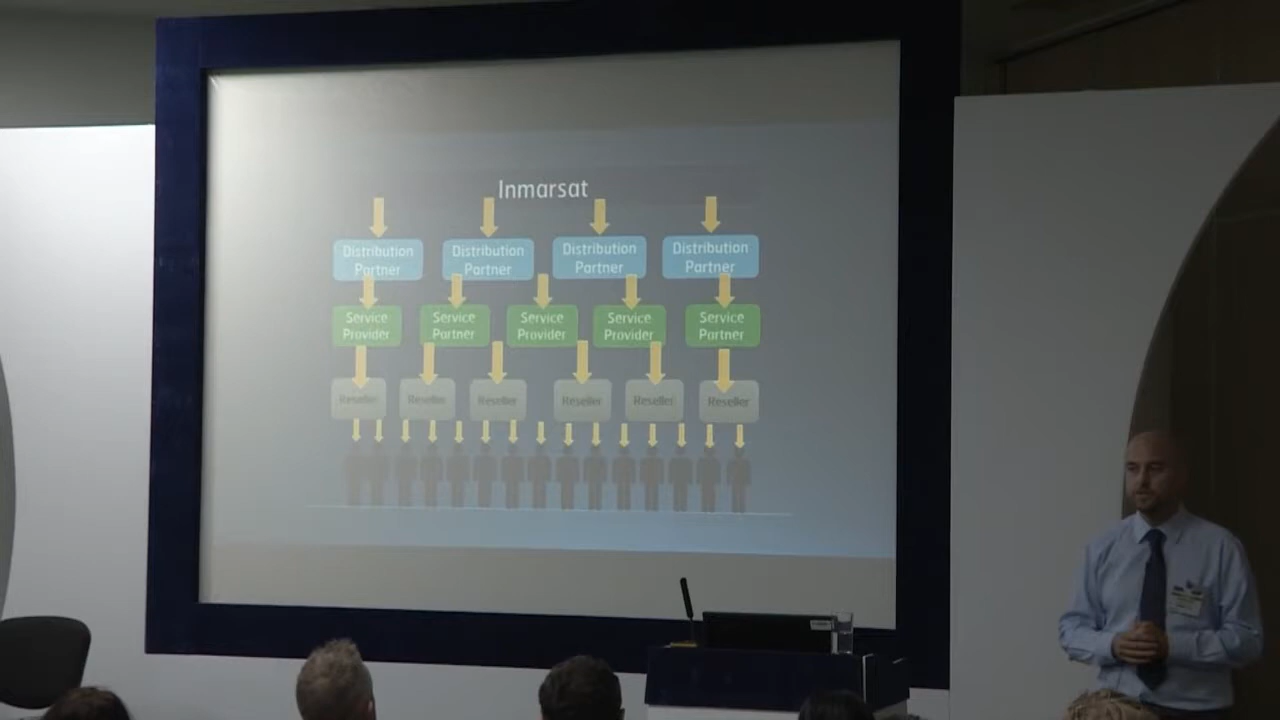 Inmarsat
Distribution
Partner
Distribution
Partner
Distribution
Partner
Distribution
Partner
Service
Provider
Service
Partner
Service
Provider
Service
Provider
Service
Partner
Reseller
Reseller
Reseller
Reseller
Reseller
Reseller